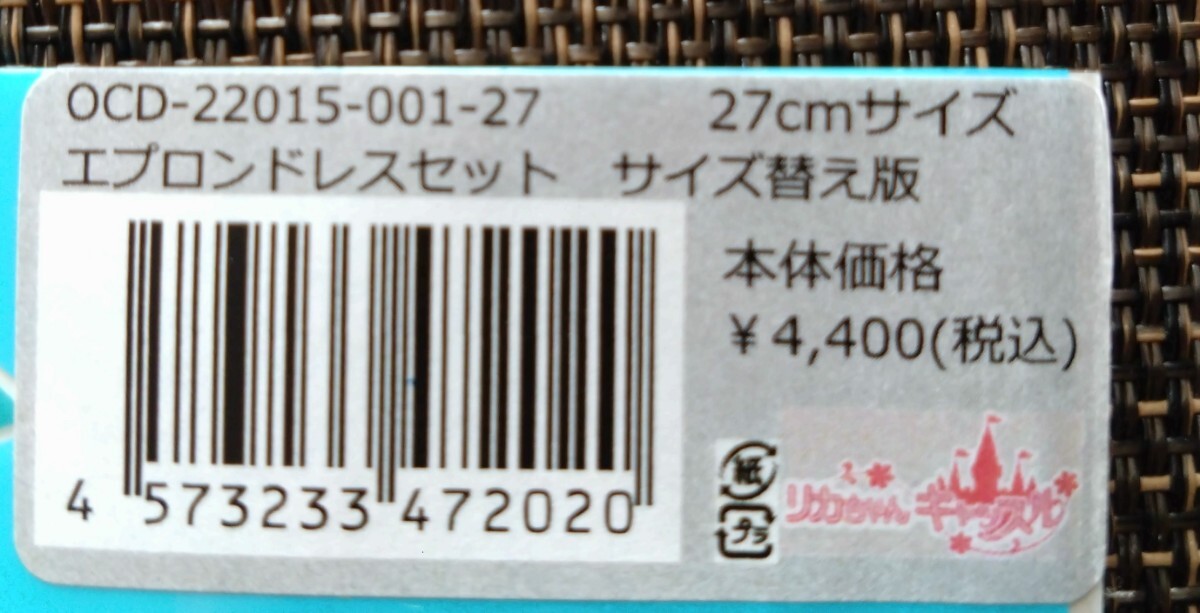 OCD-22015-001-27 27cmサイズ
エプロンドレスセット サイズ替え版
本体価格
￥4,400(税込)
4 573233 472020
紙
プラ
リカちゃん キャッスル